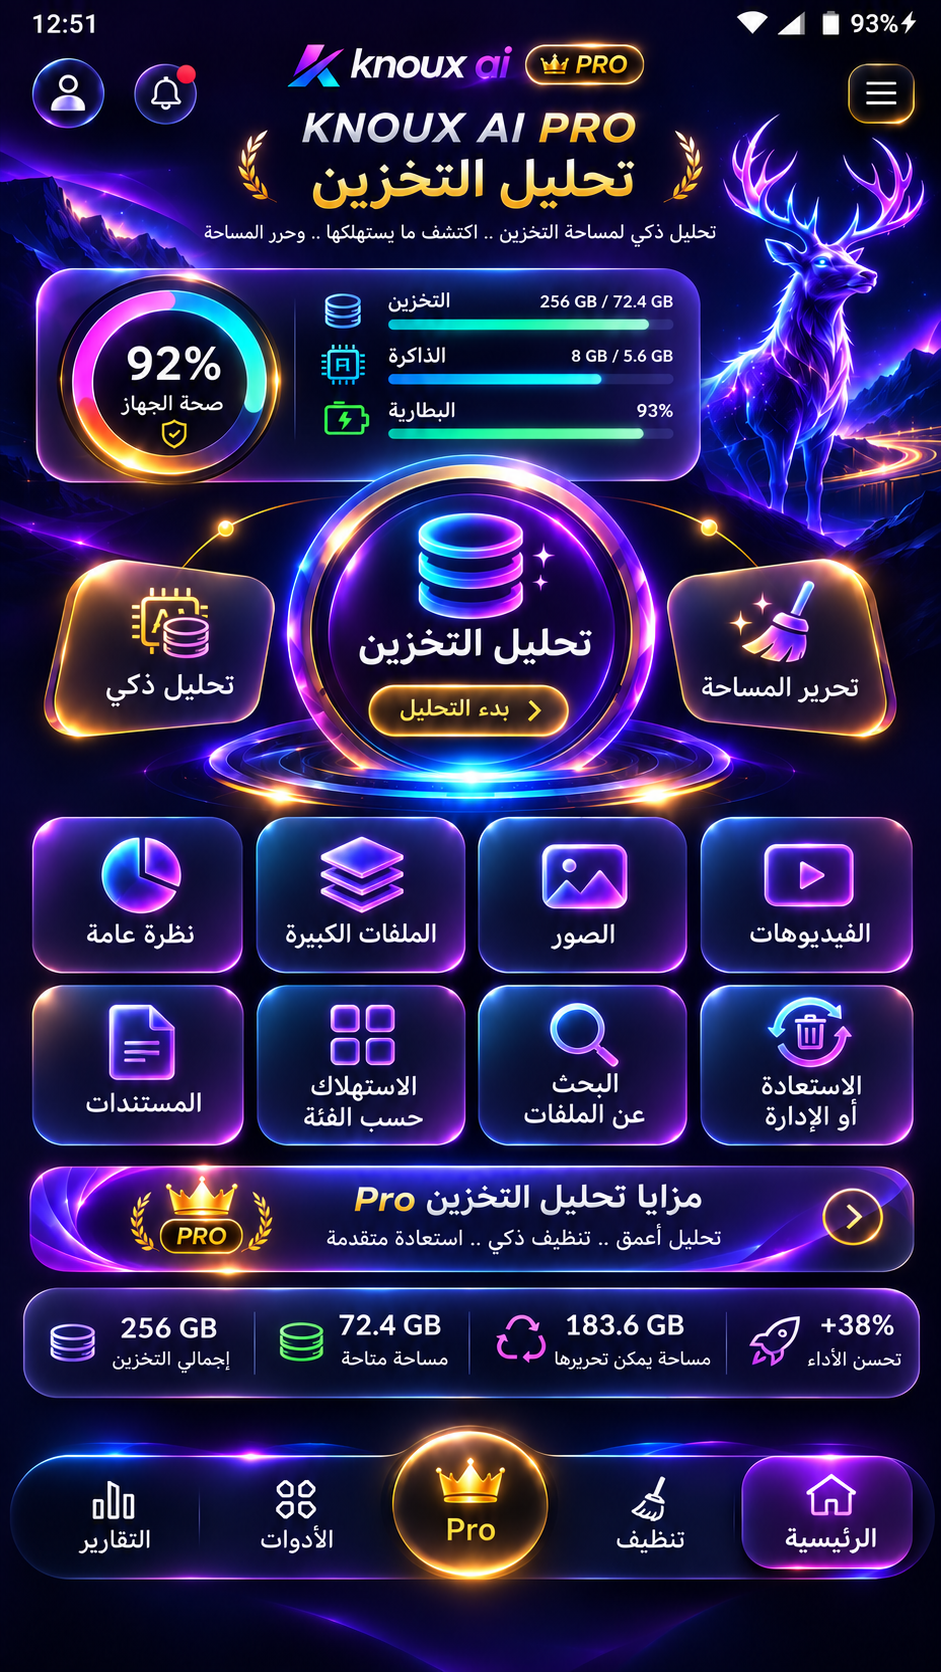 12:51
93%
knoux ai PRO
KNOUX AI PRO
تحليل التخزين
تحليل ذكي لمساحة التخزين .. اكتشف ما يستهلكها .. وحرر المساحة
92%
صحة الجهاز
التخزين
256 GB / 72.4 GB
الذاكرة
8 GB / 5.6 GB
البطارية
93%
تحليل التخزين
بدء التحليل
تحليل ذكي
تحرير المساحة
نظرة عامة
الملفات الكبيرة
الصور
الفيديوهات
المستندات
الاستهلاك
حسب الفئة
البحث
عن الملفات
الاستعادة
أو الإدارة
مزايا تحليل التخزين Pro
تحليل أعمق .. تنظيف ذكي .. استعادة متقدمة
PRO
256 GB
إجمالي التخزين
72.4 GB
مساحة متاحة
183.6 GB
مساحة يمكن تحريرها
+38%
تحسن الأداء
التقارير
الأدوات
Pro
تنظيف
الرئيسية